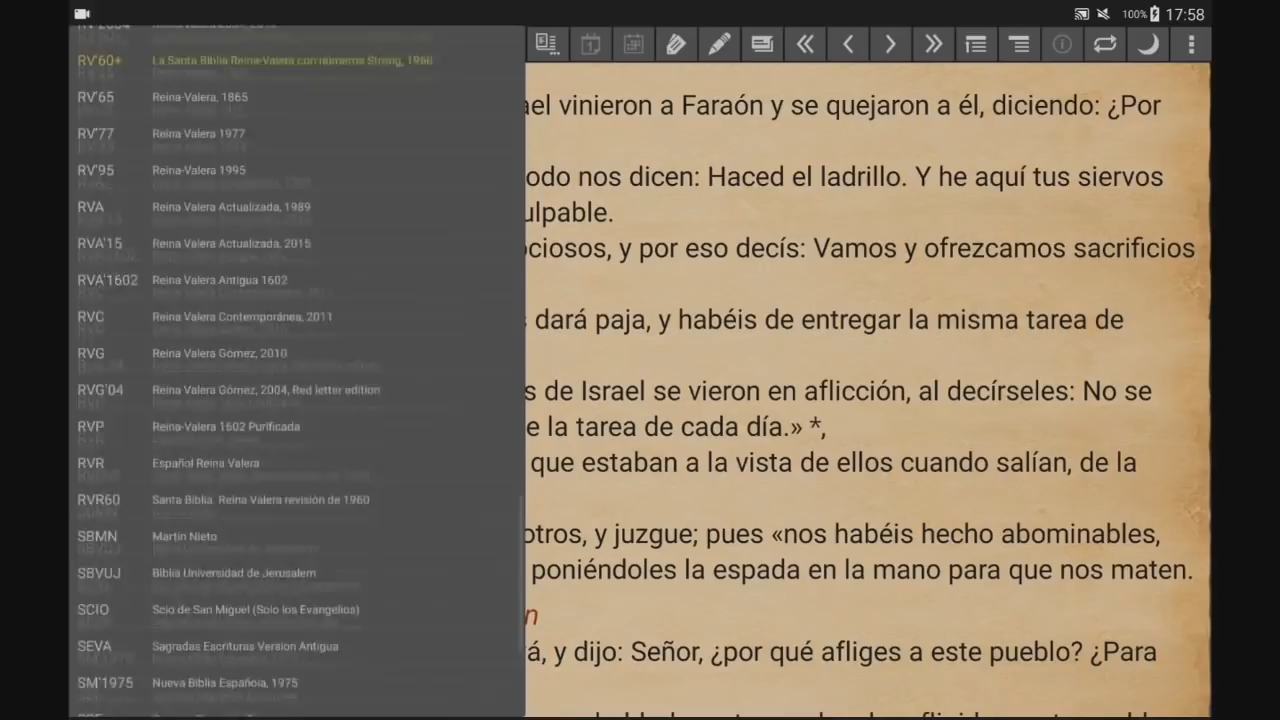 100% 17:58
RV'60+ La Santa Biblia Reina-Valera con números Strong, 1960
RV'65 Reina-Valera, 1865
RV'77 Reina Valera 1977
RV'95 Reina-Valera 1995
RVA Reina Valera Actualizada, 1989
RVA'15 Reina Valera Actualizada, 2015
RVA'1602 Reina Valera Antigua 1602
RVC Reina Valera Contemporánea, 2011
RVG Reina Valera Gómez, 2010
RVG'04 Reina Valera Gómez, 2004, Red letter edition
RVP Reina-Valera 1602 Purificada
RVR Español Reina Valera
RVR60 Santa Biblia. Reina Valera revisión de 1960
SBMN Martin Nieto
SBVUJ Biblia Universidad de Jerusalem
SCIO Scio de San Miguel (Solo los Evangelios)
SEVA Sagradas Escrituras Version Antigua
SM'1975 Nueva Biblia Española, 1975
ael vinieron a Faraón y se quejaron a él, diciendo: ¿Por
odo nos dicen: Haced el ladrillo. Y he aquí tus siervos
ulpable.
ociosos, y por eso decís: Vamos y ofrezcamos sacrificios
s dará paja, y habéis de entregar la misma tarea de
s de Israel se vieron en aflicción, al decírseles: No se
e la tarea de cada día.» *,
que estaban a la vista de ellos cuando salían, de la
otros, y juzgue; pues «nos habéis hecho abominables,
poniéndoles la espada en la mano para que nos maten.
n
á, y dijo: Señor, ¿por qué afliges a este pueblo? ¿Para